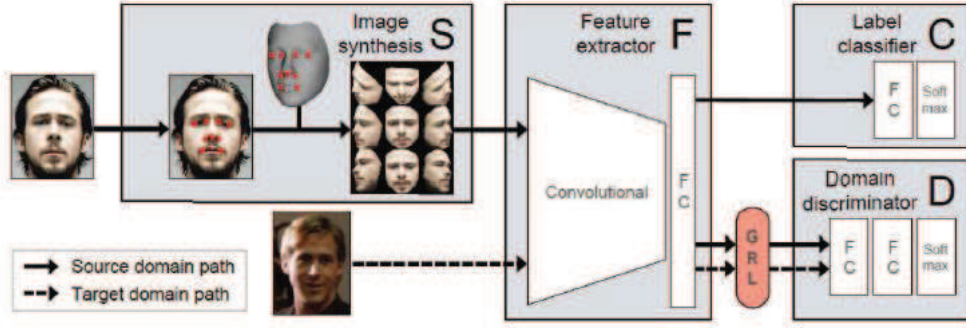 Image
synthesis S
Feature
extractor F
Label
classifier C
F
C
Soft
max
Convolutional
F
C
Domain
discriminator D
G
R
L
F
C
F
C
Soft
max
Source domain path
Target domain path